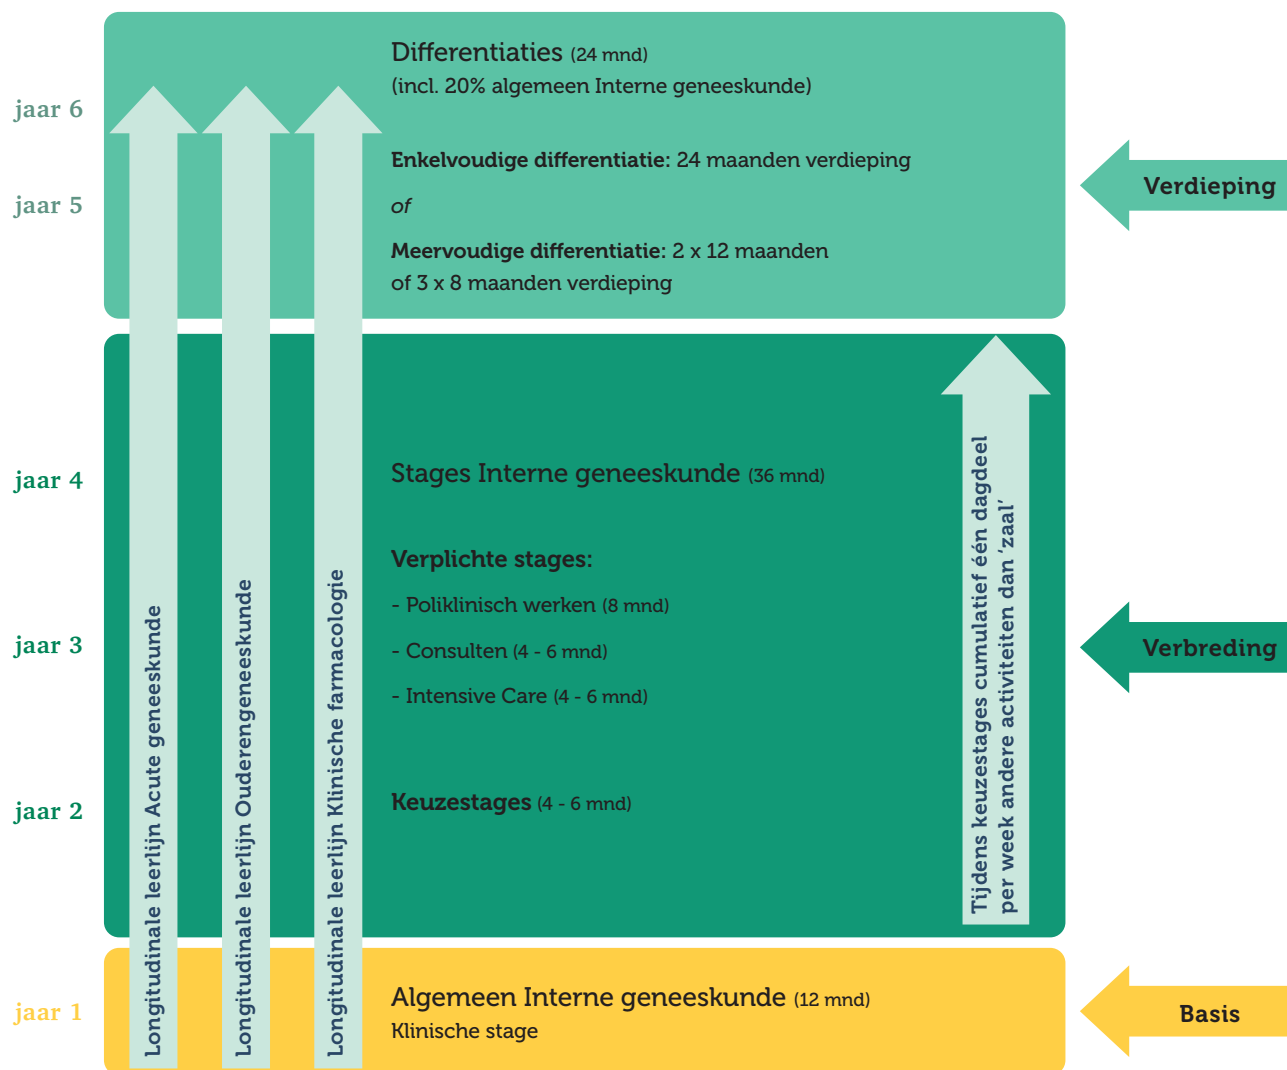 Differentiaties (24 mnd)
(incl. 20% algemeen Interne geneeskunde)
jaar 6
Enkelvoudige differentiatie: 24 maanden verdieping
Verdieping
jaar 5
of
Meervoudige differentiatie: 2 x 12 maanden
of 3 x 8 maanden verdieping
jaar 4
Stages Interne geneeskunde (36 mnd)
Verplichte stages:
- Poliklinisch werken (8 mnd)
jaar 3
- Consulten (4 - 6 mnd)
Verbreding
- Intensive Care (4 - 6 mnd)
jaar 2
Keuzestages (4 - 6 mnd)
Longitudinale leerlijn Acute geneeskunde
Longitudinale leerlijn Ouderengeneeskunde
Longitudinale leerlijn Klinische farmacologie
Tijdens keuzestages cumulatief één dagdeel
per week andere activiteiten dan ‘zaal’
jaar 1
Algemeen Interne geneeskunde (12 mnd)
Klinische stage
Basis